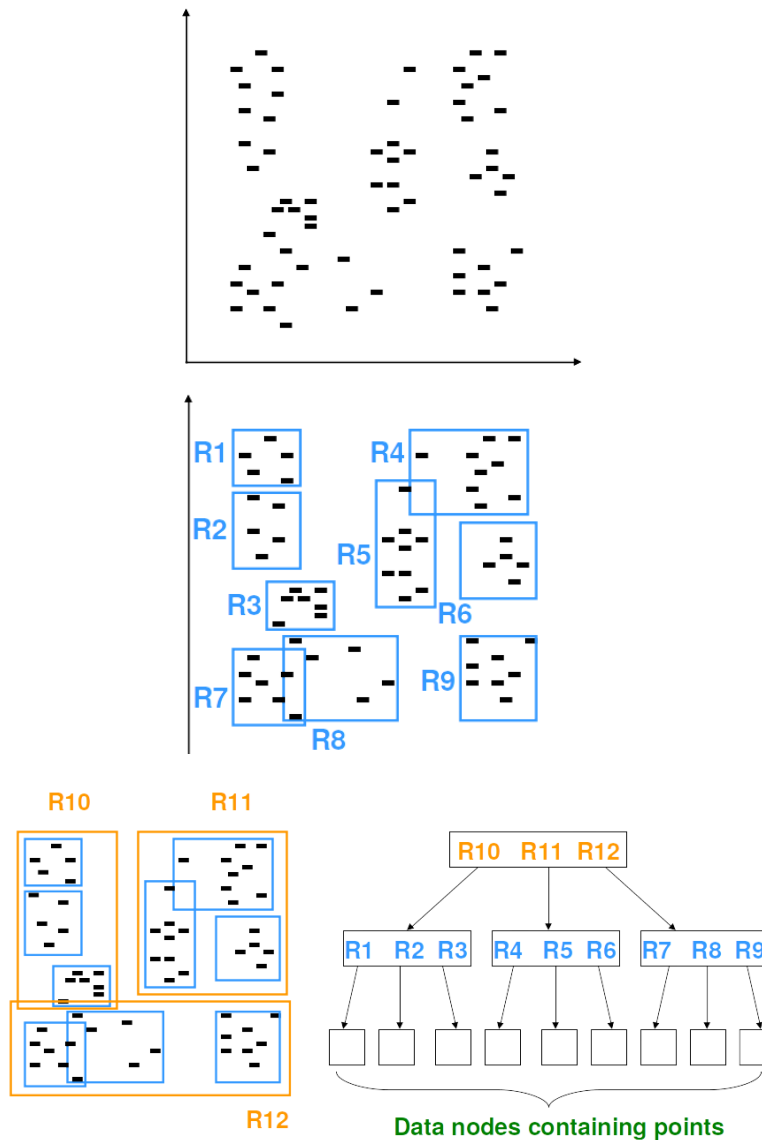 R1
R4
R2
R5
R3
R6
R7
R9
R8
R10 R11
R10 R11 R12
R1 R2 R3 R4 R5 R6 R7 R8 R9
R12
Data nodes containing points